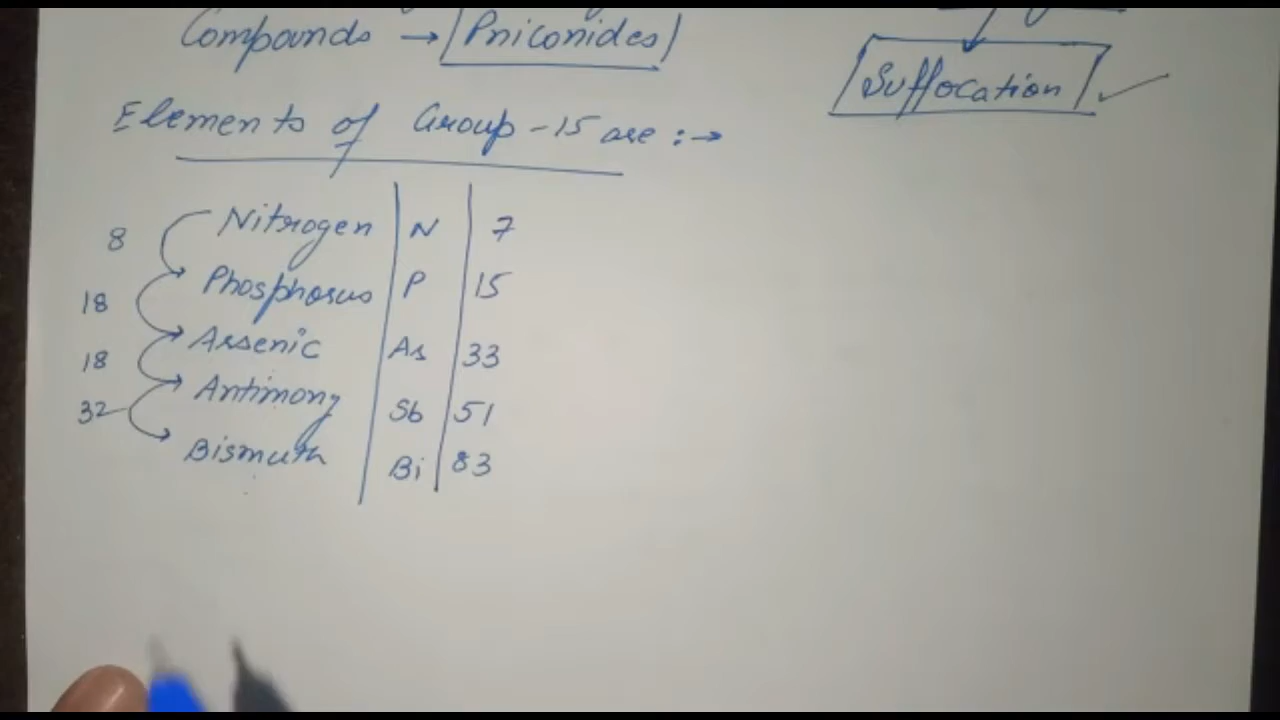 Compounds → Pniconides
Suffocation ✓
Elements of Group-15 are :→
8 Nitrogen N 7
18 Phosphorus P 15
18 Arsenic As 33
32 Antimony Sb 51
Bismuth Bi 83